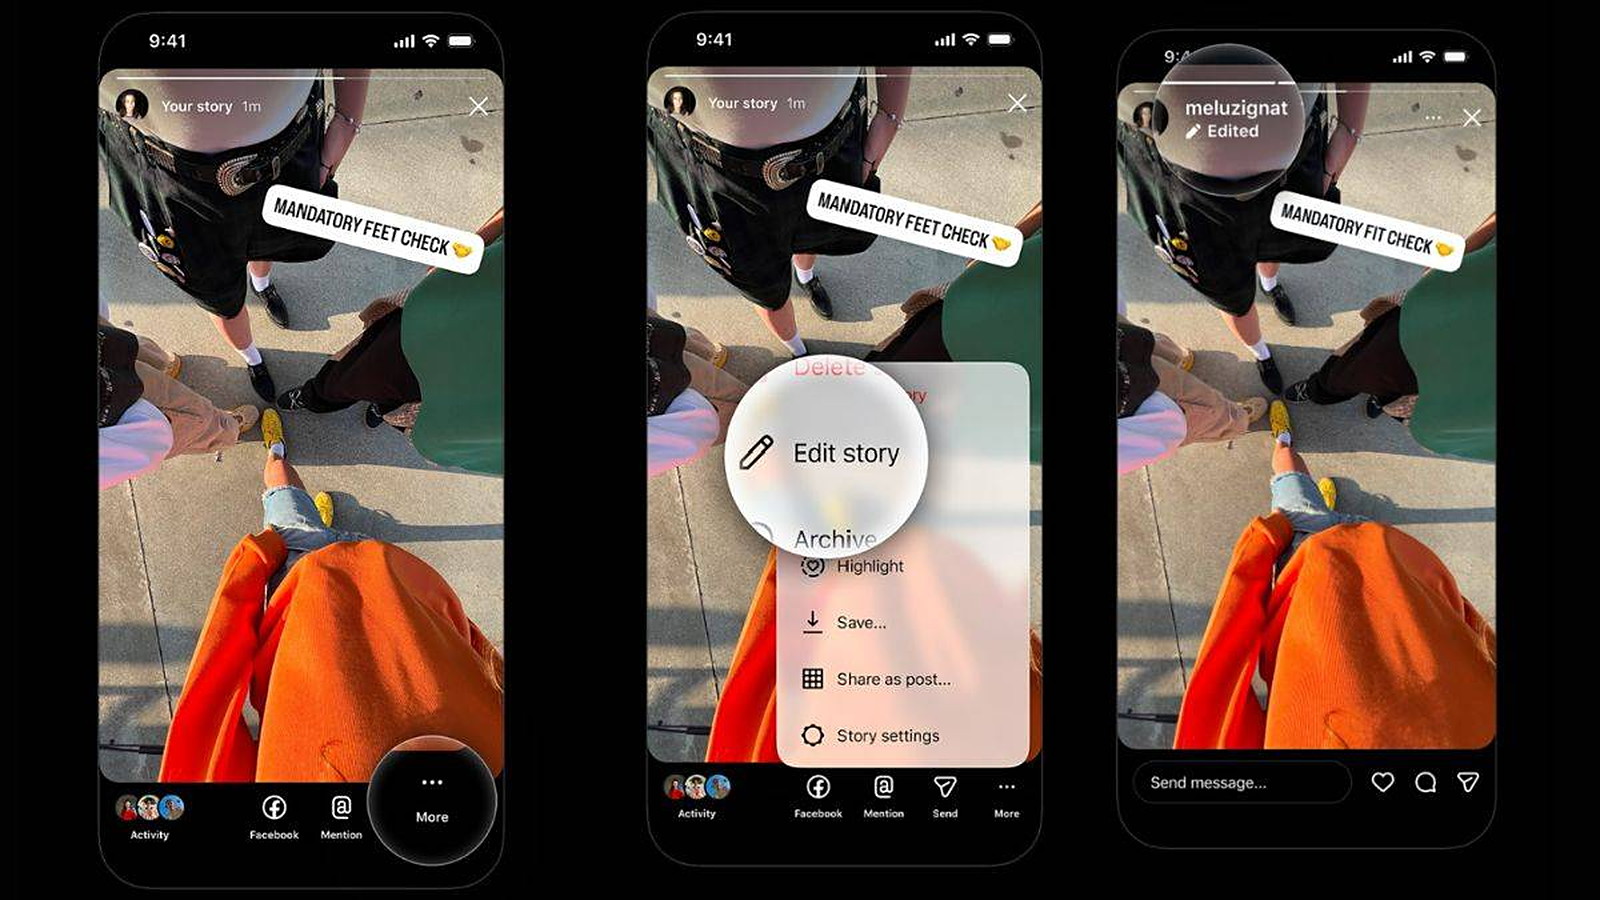 9:41
Your story 1m
MANDATORY FEET CHECK
Activity
Facebook
Mention
More
9:41
Your story 1m
MANDATORY FEET CHECK
Delete
Edit story
Archive
Highlight
Save...
Share as post...
Story settings
Activity
Facebook
Mention
Send
More
meluzignat
Edited
MANDATORY FIT CHECK
Send message...